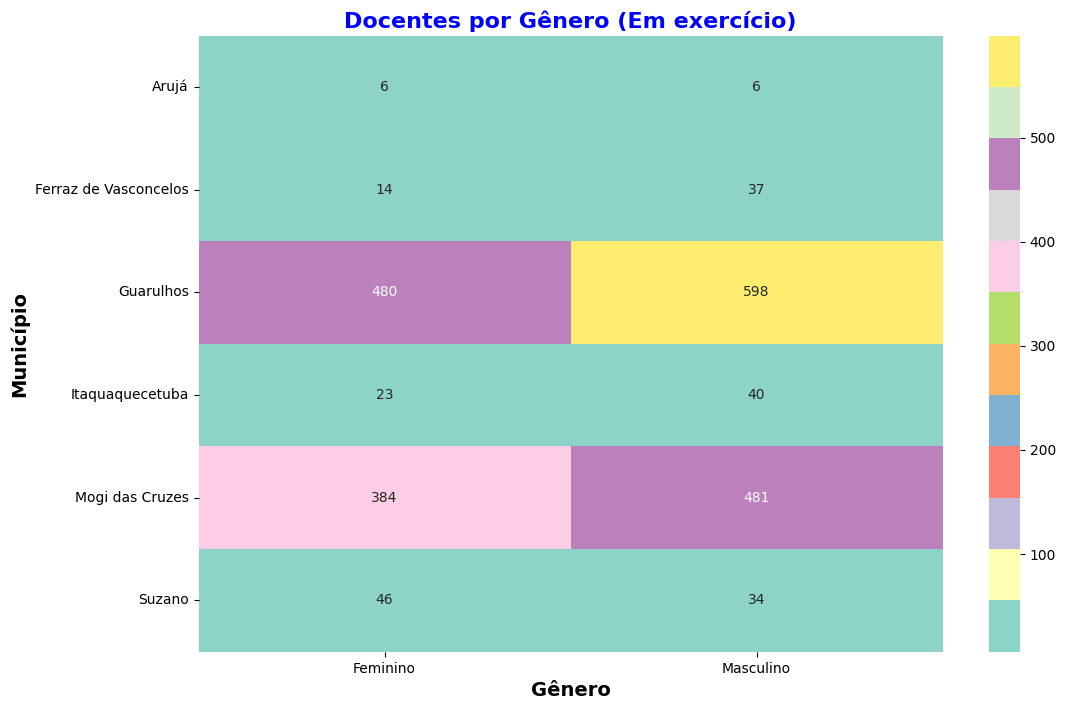 Docentes por Gênero (Em exercício)
Município
Arujá 6 6
Ferraz de Vasconcelos 14 37
Guarulhos 480 598
Itaquaquecetuba 23 40
Mogi das Cruzes 384 481
Suzano 46 34
Feminino Masculino
Gênero
500
400
300
200
100